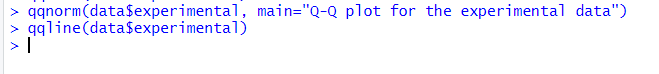 > qqnorm(data$experimental, main="Q-Q plot for the experimental data")
> qqline(data$experimental)
>